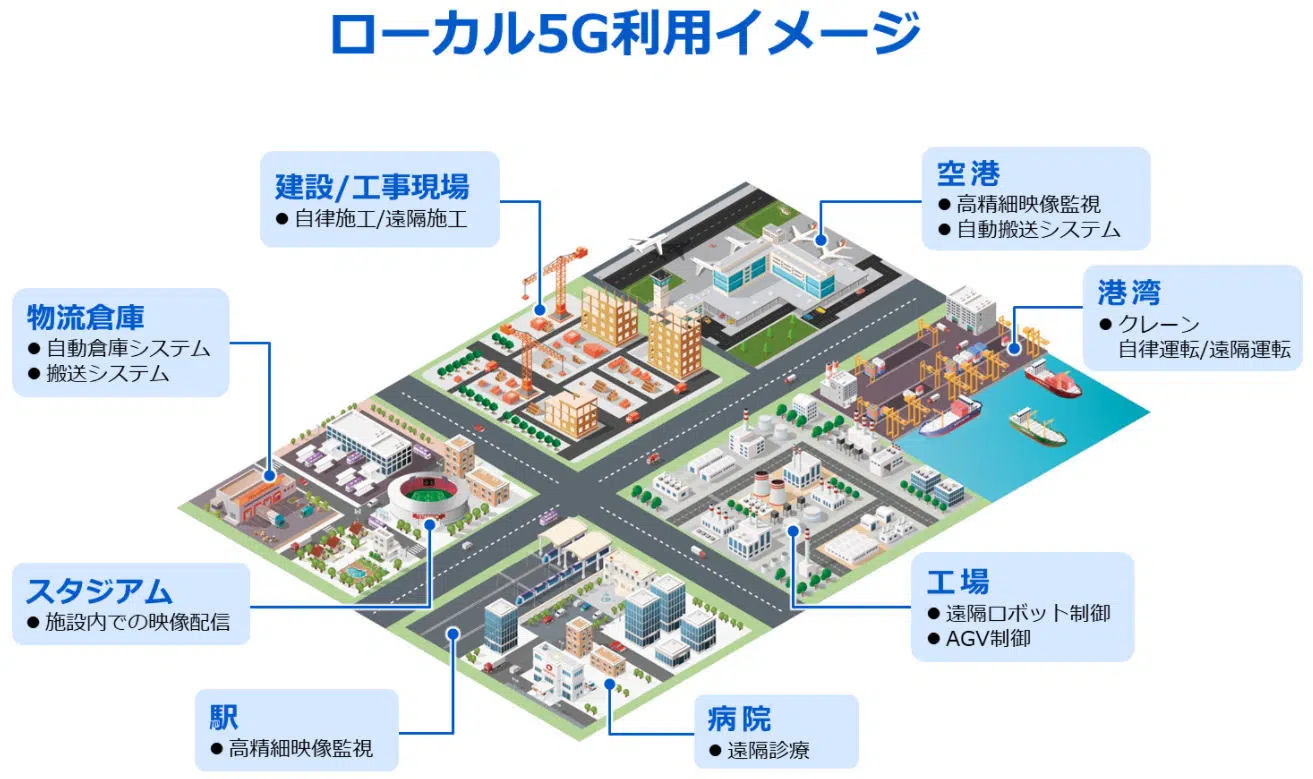 ローカル5G利用イメージ
建設/工事現場
● 自律施工/遠隔施工
空港
● 高精細映像監視
● 自動搬送システム
物流倉庫
● 自動倉庫システム
● 搬送システム
港湾
● クレーン
自律運転/遠隔運転
スタジアム
● 施設内での映像配信
工場
● 遠隔ロボット制御
● AGV制御
駅
● 高精細映像監視
病院
● 遠隔診療